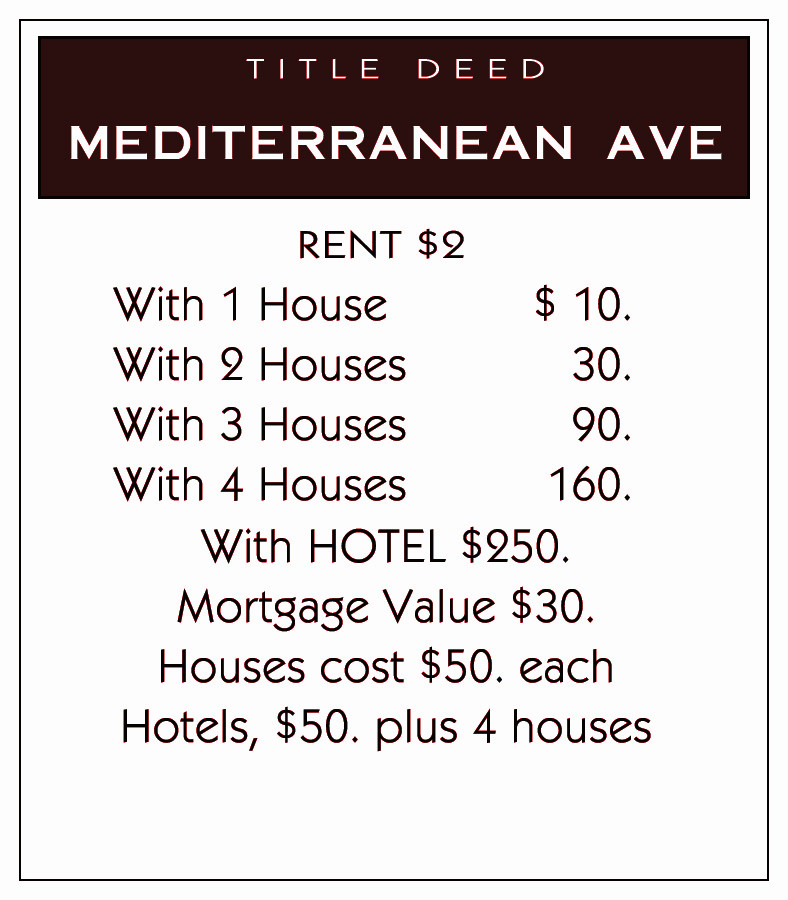 TITLE DEED
MEDITERRANEAN AVE
RENT $2
With 1 House $ 10.
With 2 Houses 30.
With 3 Houses 90.
With 4 Houses 160.
With HOTEL $250.
Mortgage Value $30.
Houses cost $50. each
Hotels, $50. plus 4 houses